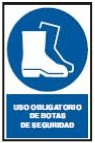 USO OBLIGATORIO
DE BOTAS
DE SEGURIDAD